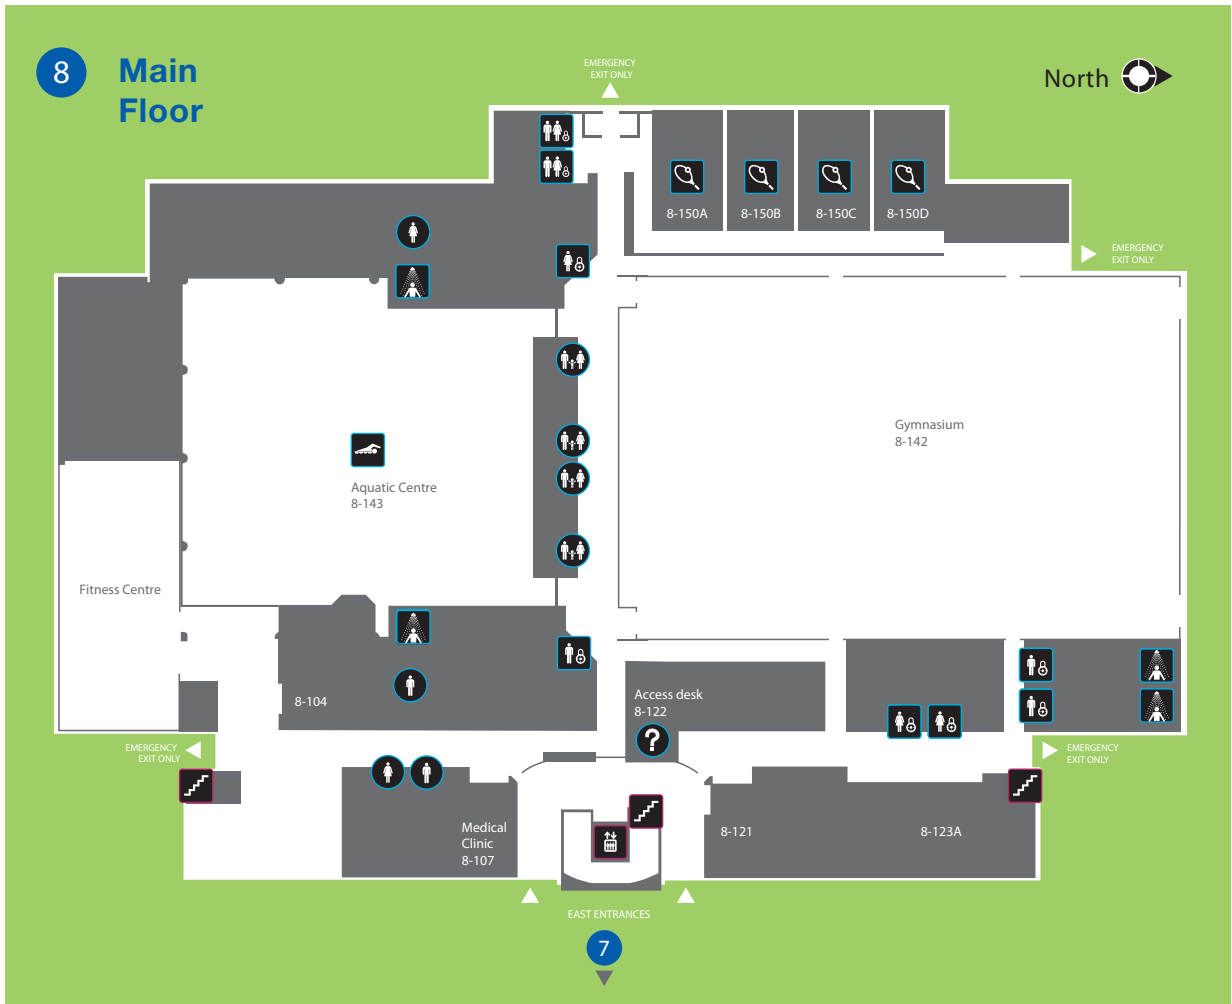 8
Main
Floor
EMERGENCY
EXIT ONLY
North
8-150A
8-150B
8-150C
8-150D
EMERGENCY
EXIT ONLY
Gymnasium
8-142
Aquatic Centre
8-143
Fitness Centre
8-104
Access desk
8-122
?
EMERGENCY
EXIT ONLY
EMERGENCY
EXIT ONLY
Medical
Clinic
8-107
8-121
8-123A
EAST ENTRANCES
7